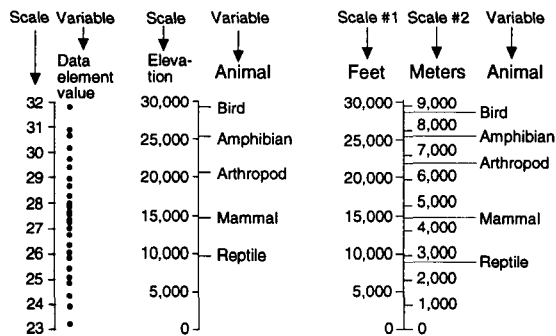 Scale Variable
Data
element
value
32
31
30
29
28
27
26
25
24
23
Scale
Variable
Eleva-
tion
Animal
30,000
Bird
25,000
Amphibian
20,000
Arthropod
15,000
Mammal
10,000
Reptile
5,000
0
Scale #1 Scale #2 Variable
Feet Meters Animal
30,000
9,000
Bird
8,000
25,000
Amphibian
7,000
Arthropod
20,000
6,000
5,000
15,000
Mammal
4,000
10,000
3,000
Reptile
2,000
5,000
1,000
0
0